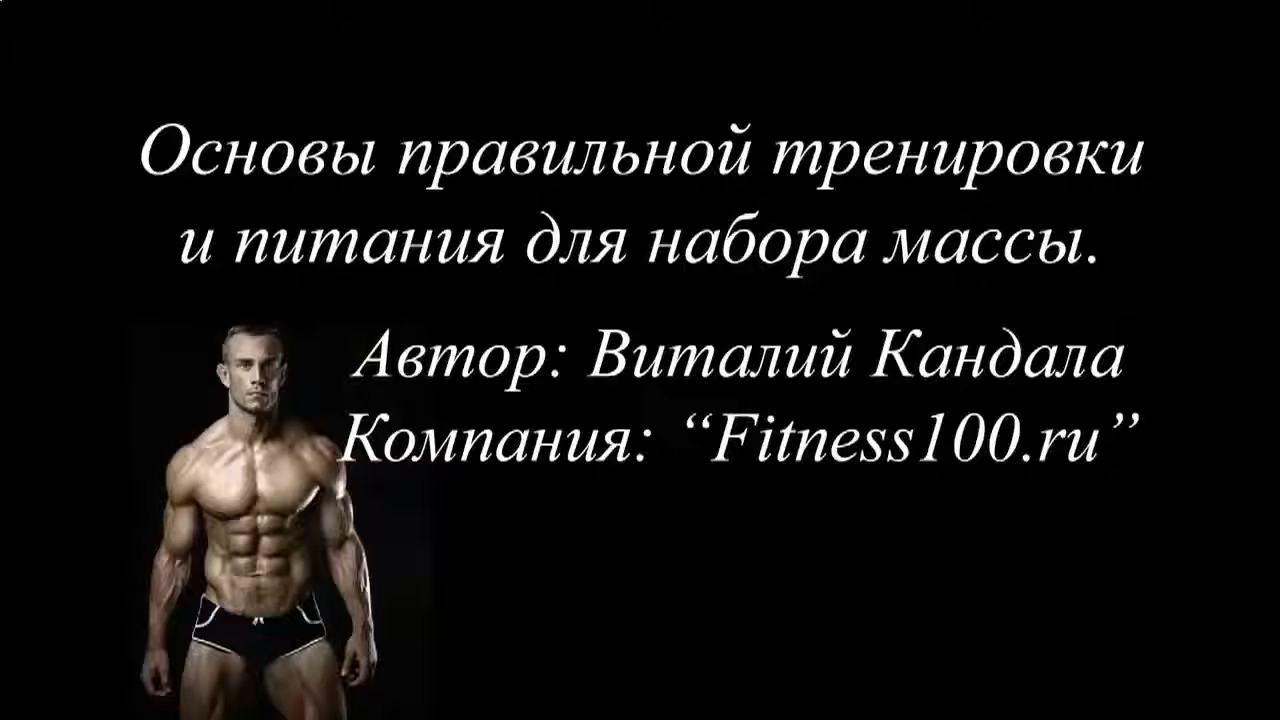 Основы правильной тренировки
и питания для набора массы.
Автор: Виталий Кандала
Компания: “Fitness100.ru”